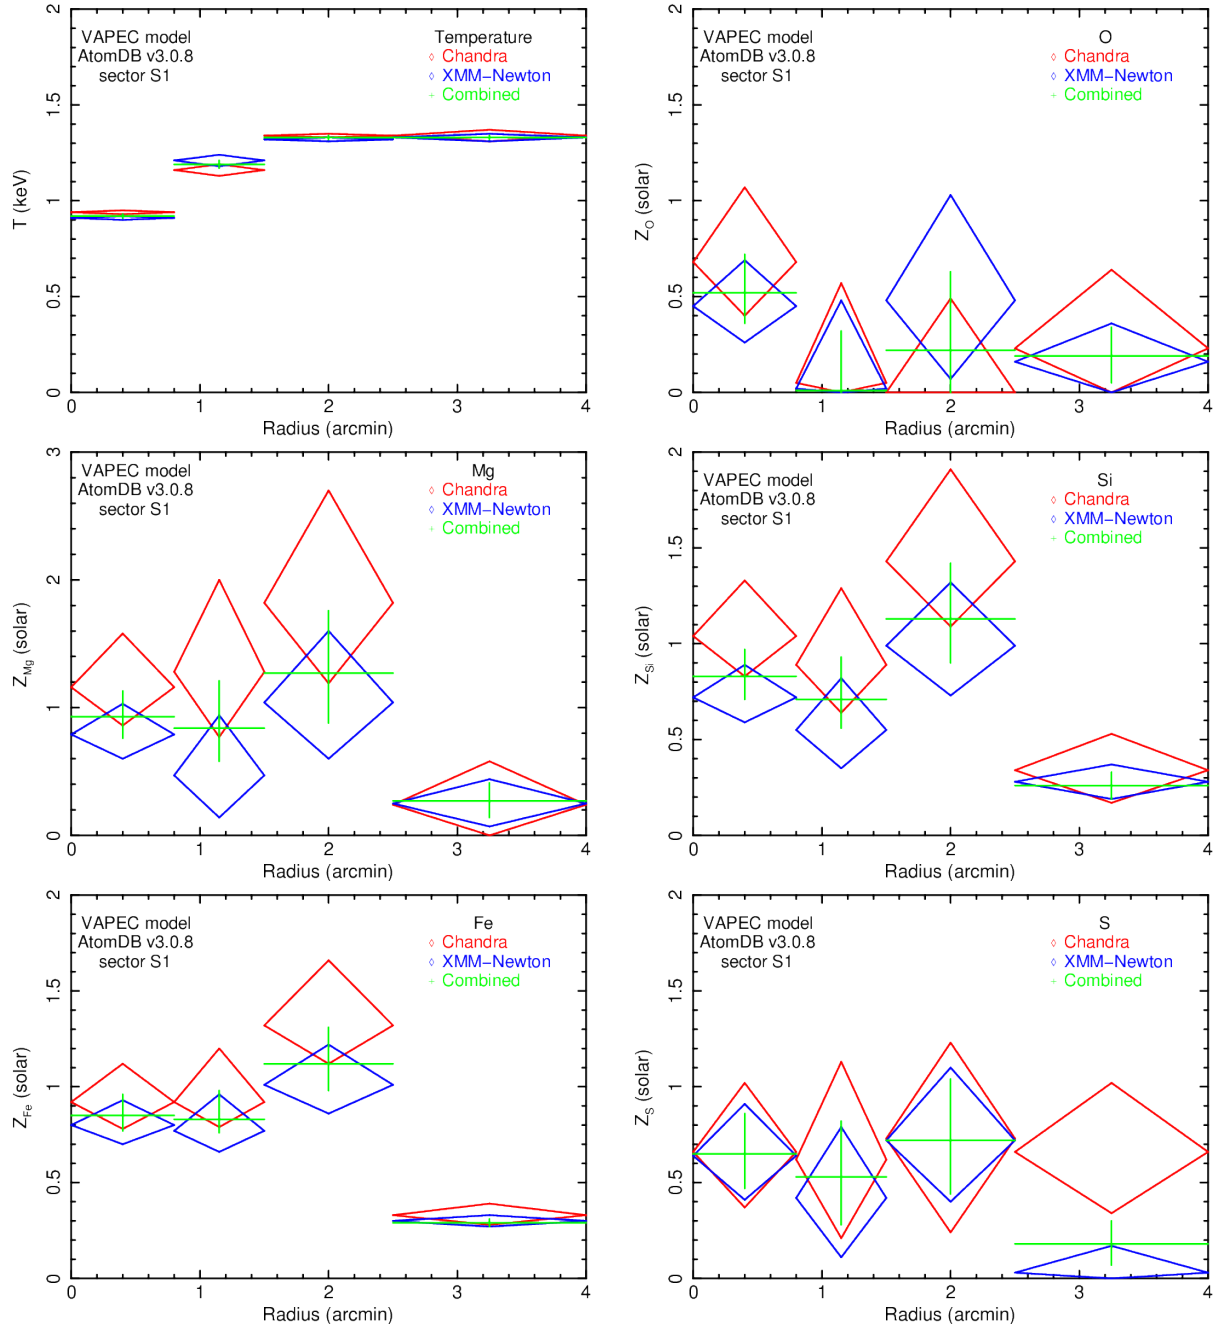 VAPEC model
AtomDB v3.0.8
sector S1
Temperature
Chandra
XMM-Newton
Combined
T (keV)
0 0.5 1 1.5 2
0 1 2 3 4
Radius (arcmin)
VAPEC model
AtomDB v3.0.8
sector S1
O
Chandra
XMM-Newton
Combined
Z_O (solar)
0 0.5 1 1.5 2
0 1 2 3 4
Radius (arcmin)
VAPEC model
AtomDB v3.0.8
sector S1
Mg
Chandra
XMM-Newton
Combined
Z_Mg (solar)
0 1 2 3
0 1 2 3 4
Radius (arcmin)
VAPEC model
AtomDB v3.0.8
sector S1
Si
Chandra
XMM-Newton
Combined
Z_Si (solar)
0 0.5 1 1.5 2
0 1 2 3 4
Radius (arcmin)
VAPEC model
AtomDB v3.0.8
sector S1
Fe
Chandra
XMM-Newton
Combined
Z_Fe (solar)
0 0.5 1 1.5 2
0 1 2 3 4
Radius (arcmin)
VAPEC model
AtomDB v3.0.8
sector S1
S
Chandra
XMM-Newton
Combined
Z_S (solar)
0 0.5 1 1.5 2
0 1 2 3 4
Radius (arcmin)